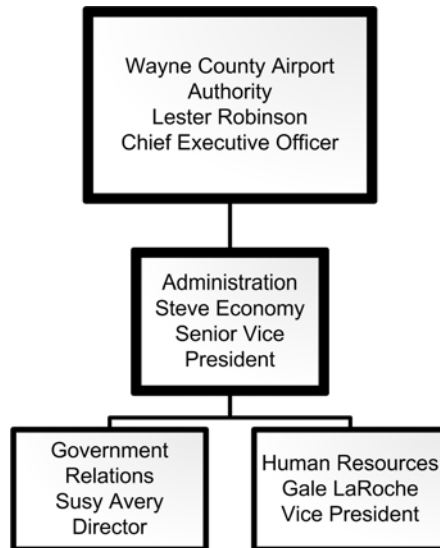 Wayne County Airport
Authority
Lester Robinson
Chief Executive Officer
Administration
Steve Economy
Senior Vice
President
Government
Relations
Susy Avery
Director
Human Resources
Gale LaRoche
Vice President